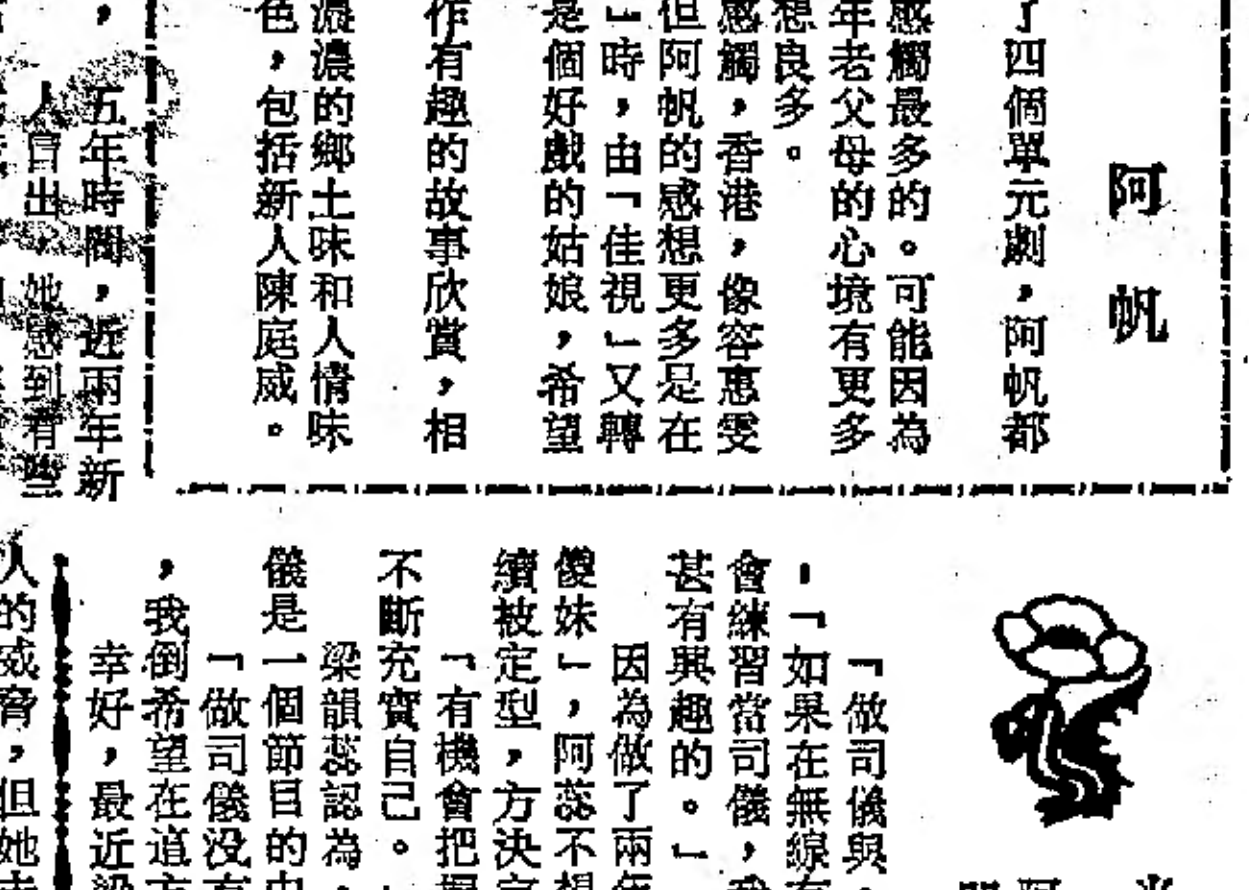 阿帆
了四個單元劇，阿帆都
感觸最多的。可能因為
年老父母的心境有更多
想良多。
感觸，香港，像容惠雯
但阿帆的感想更多是在
」時，由「佳視」又轉
是個好戲的姑娘，希望
作有趣的故事欣賞，相
濃濃的鄉土味和人情味
色，包括新人陳庭威。
，五年時間，近兩年新
人冒出，她感到有些
「做司儀與
，「如果在無線有
會練習當司儀，我
甚有興趣的。」
因為做了兩年
傻妹」，阿蕊不想
續被定型，方決定
「有機會把握
不斷充實自己。」
梁韻蕊認為，
儀是一個節目的中
「做司儀没有
，我倒希望在這方
幸好，最近梁
人的威脅，但她未